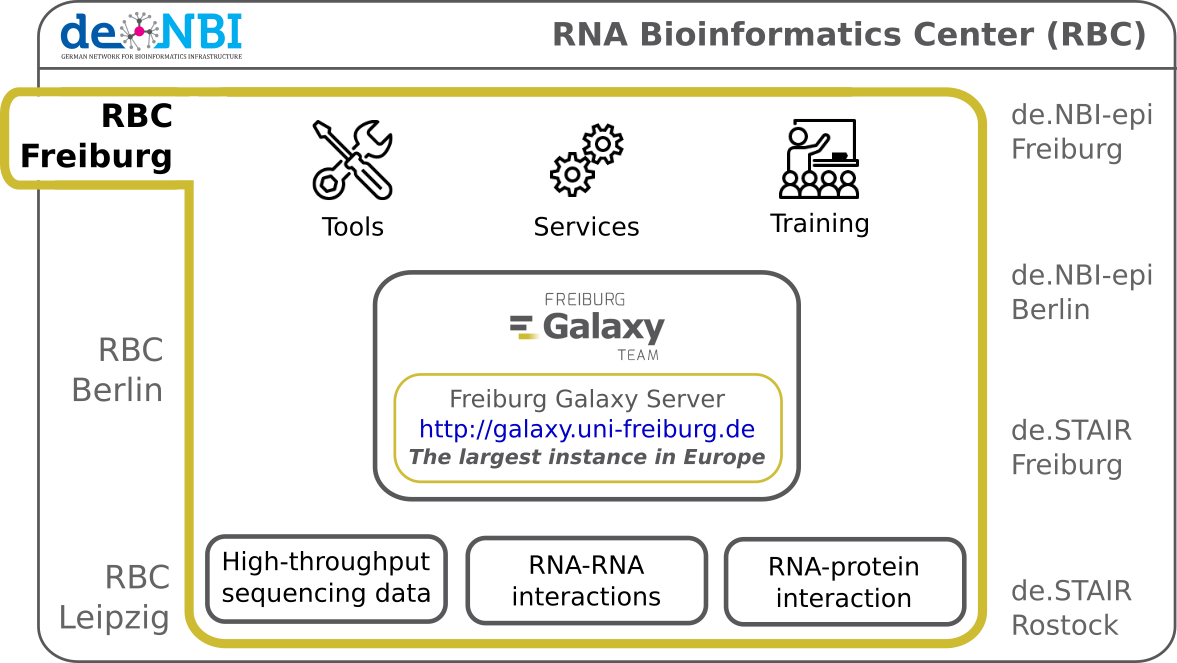 de.NBI
GERMAN NETWORK FOR BIOINFORMATICS INFRASTRUCTURE
RNA Bioinformatics Center (RBC)
RBC
Freiburg
RBC
Berlin
RBC
Leipzig
Tools
Services
Training
FREIBURG
Galaxy
TEAM
Freiburg Galaxy Server
http://galaxy.uni-freiburg.de
The largest instance in Europe
High-throughput
sequencing data
RNA-RNA
interactions
RNA-protein
interaction
de.NBI-epi
Freiburg
de.NBI-epi
Berlin
de.STAIR
Freiburg
de.STAIR
Rostock